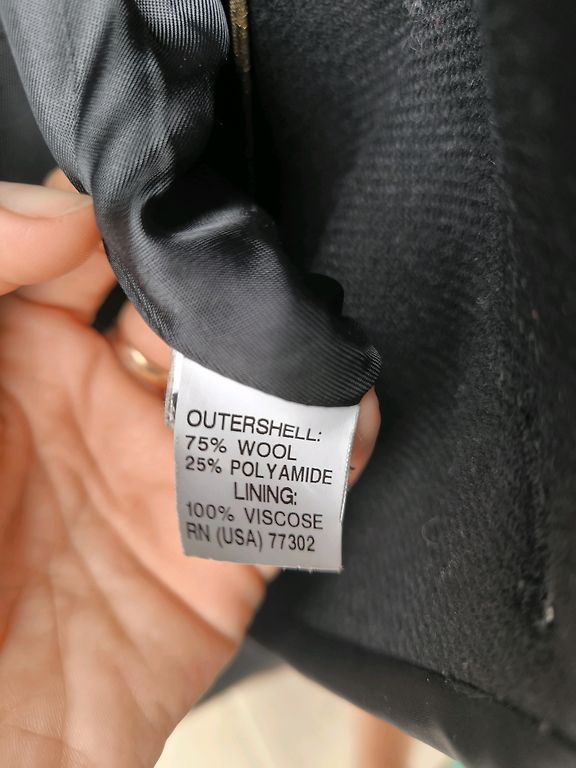 OUTERSHELL:
75% WOOL
25% POLYAMIDE
LINING:
100% VISCOSE
RN (USA) 77302